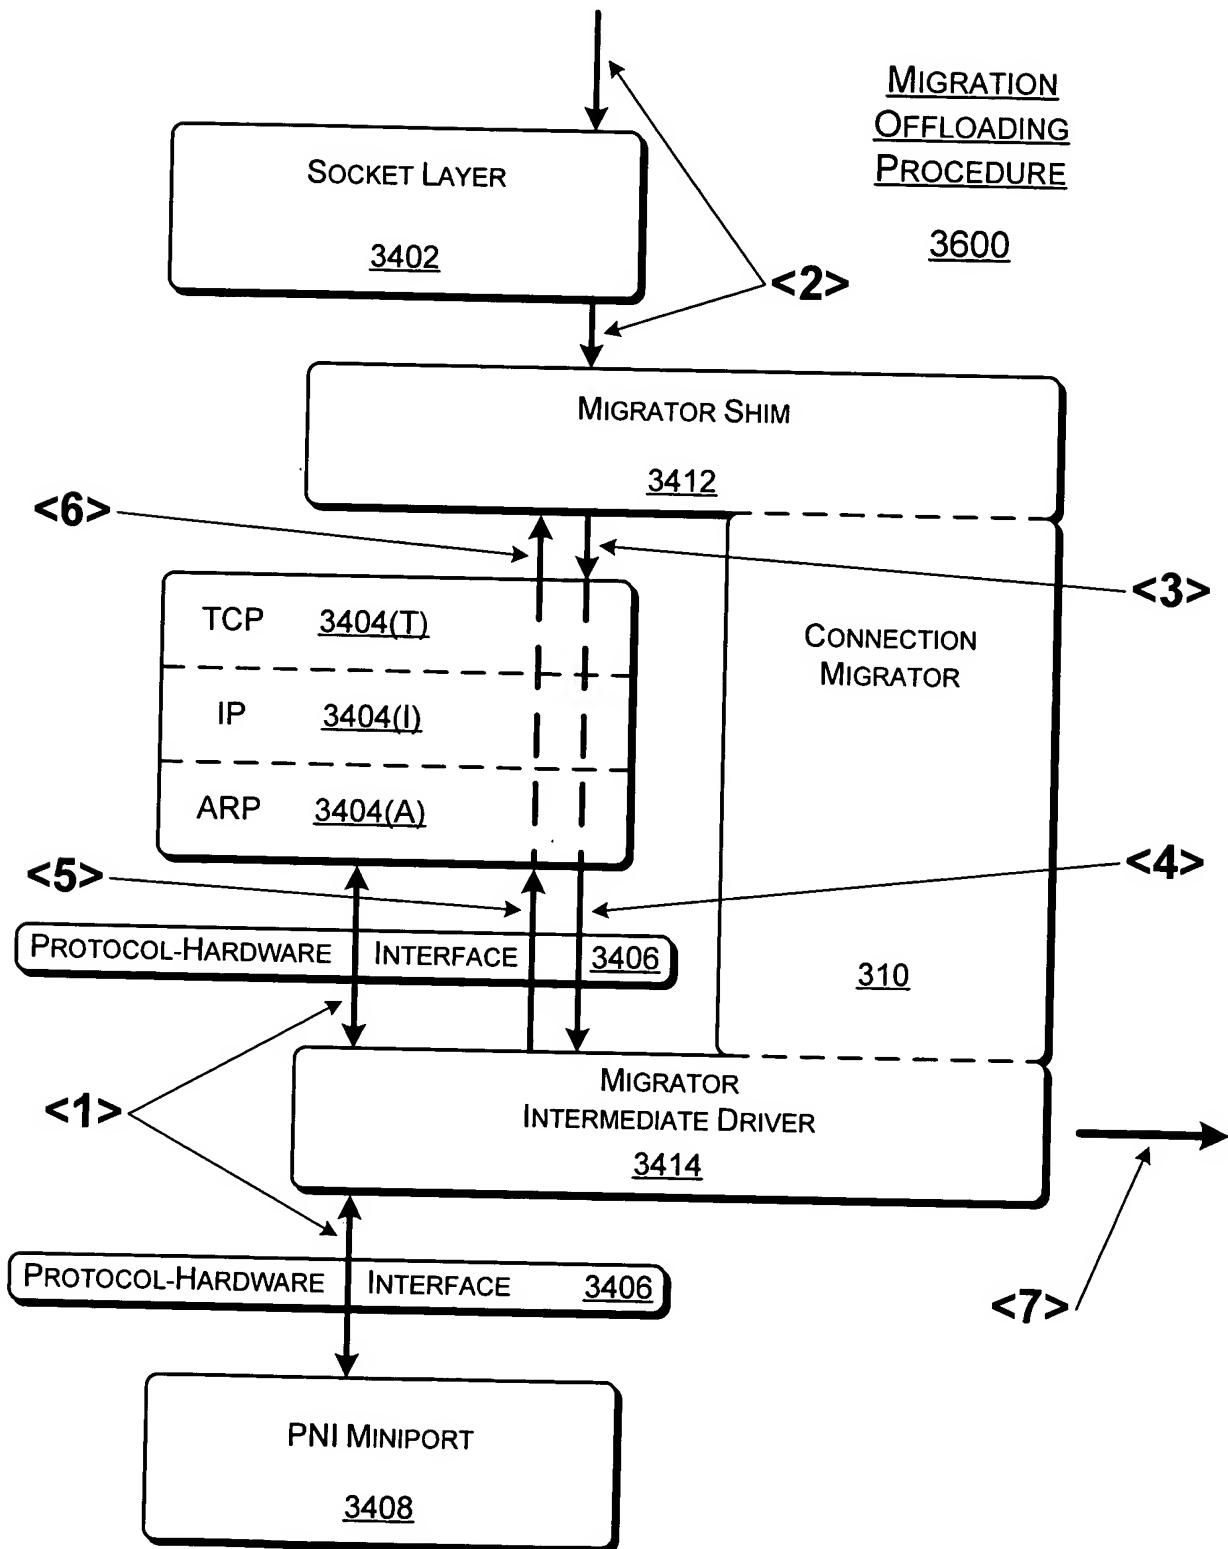 MIGRATION
OFFLOADING
PROCEDURE
3600
SOCKET LAYER
3402
<2>
MIGRATOR SHIM
3412
<6>
<3>
TCP 3404(T)
IP 3404(I)
ARP 3404(A)
CONNECTION
MIGRATOR
310
<5>
<4>
PROTOCOL-HARDWARE INTERFACE 3406
<1>
MIGRATOR
INTERMEDIATE DRIVER
3414
<7>
PROTOCOL-HARDWARE INTERFACE 3406
PNI MINIPORT
3408